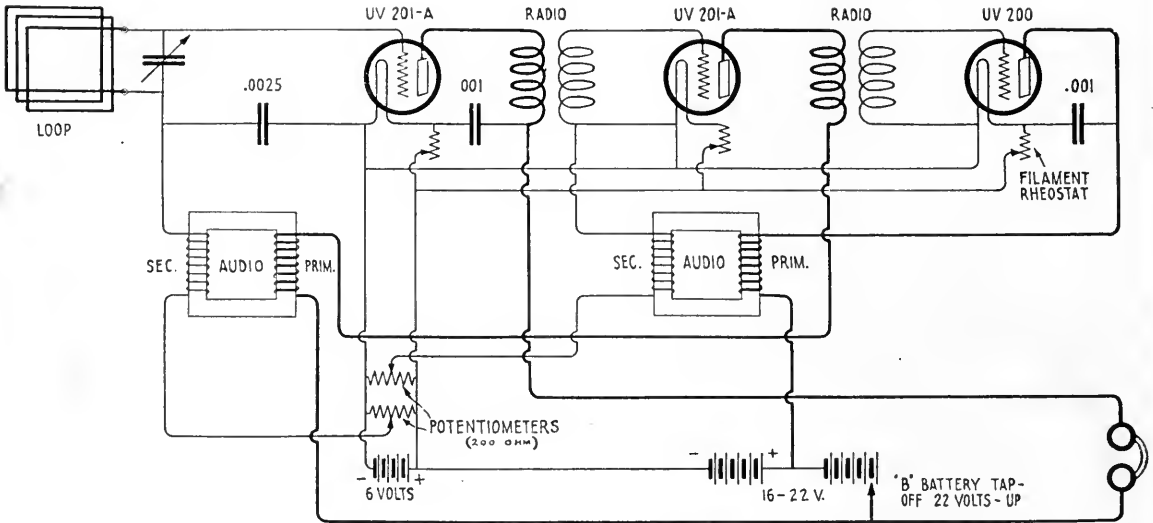 UV 201-A
RADIO
UV 201-A
RADIO
UV 200
.0025
001
.001
LOOP
FILAMENT
RHEOSTAT
SEC.
AUDIO
PRIM.
SEC.
AUDIO
PRIM.
POTENTIOMETERS
(200 OHM)
- +
6 VOLTS
- +
16-22 V.
"B" BATTERY TAP-
OFF 22 VOLTS-UP